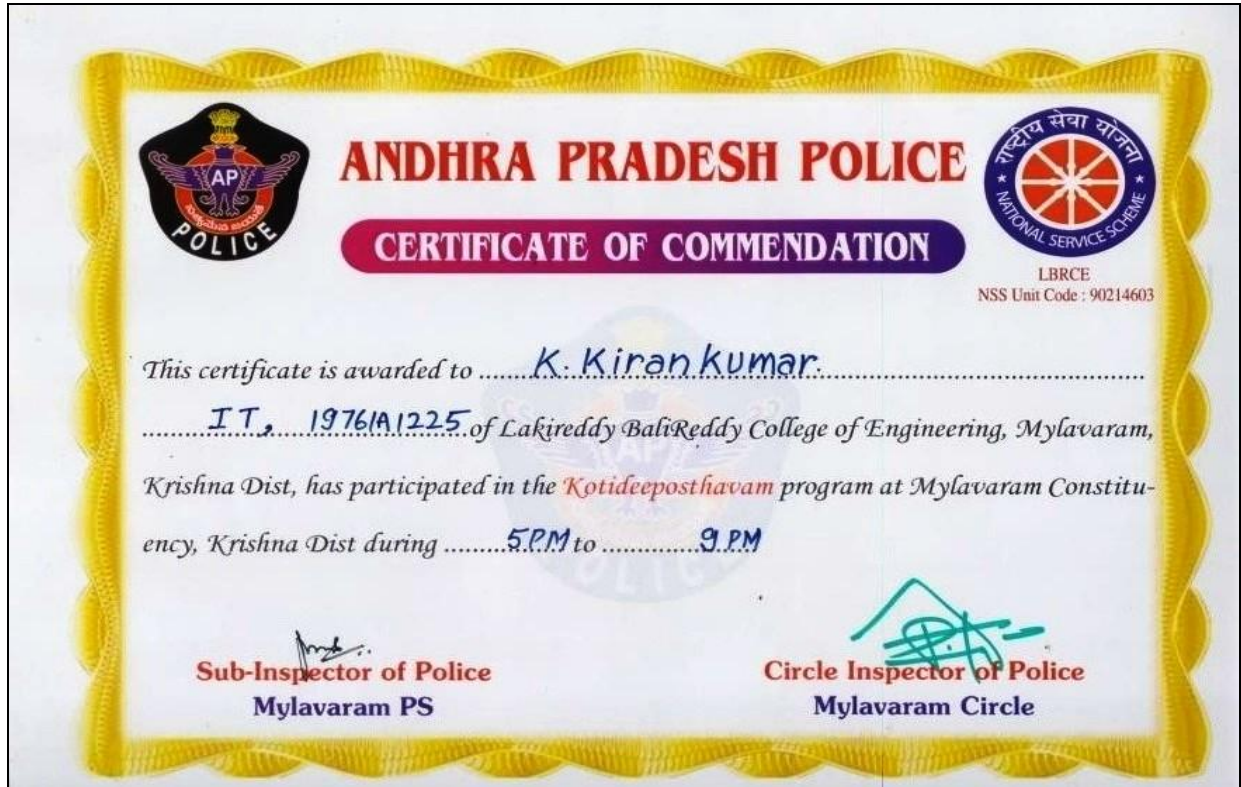 ANDHRA PRADESH POLICE
CERTIFICATE OF COMMENDATION
AP
POLICE
राष्ट्रीय सेवा योजना
NATIONAL SERVICE SCHEME
LBRCE
NSS Unit Code : 90214603
This certificate is awarded to ......K. Kiran Kumar.......
......IT, 19761A1225 of Lakireddy BaliReddy College of Engineering, Mylavaram,
Krishna Dist, has participated in the Kotideeposthavam program at Mylavaram Constitu-
ency, Krishna Dist during ........5PM to ............9 PM
Sub-Inspector of Police
Mylavaram PS
Circle Inspector of Police
Mylavaram Circle